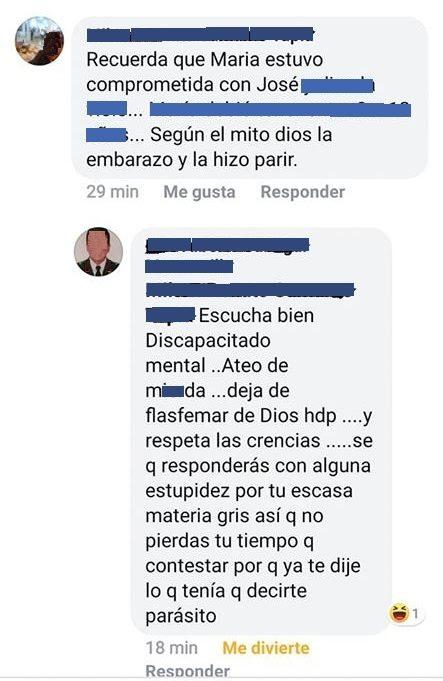 Recuerda que Maria estuvo
comprometida con José
... 
... Según el mito dios la
embarazo y la hizo parir.
29 min Me gusta Responder
Escucha bien
Discapacitado
mental ..Ateo de
m da ...deja de
flasfemar de Dios hdp ....y
respeta las crencias .....se
q responderás con alguna
estupidez por tu escasa
materia gris así q no
pierdas tu tiempo q
contestar por q ya te dije
lo q tenía q decirte
parásito
1
18 min Me divierte
Responder